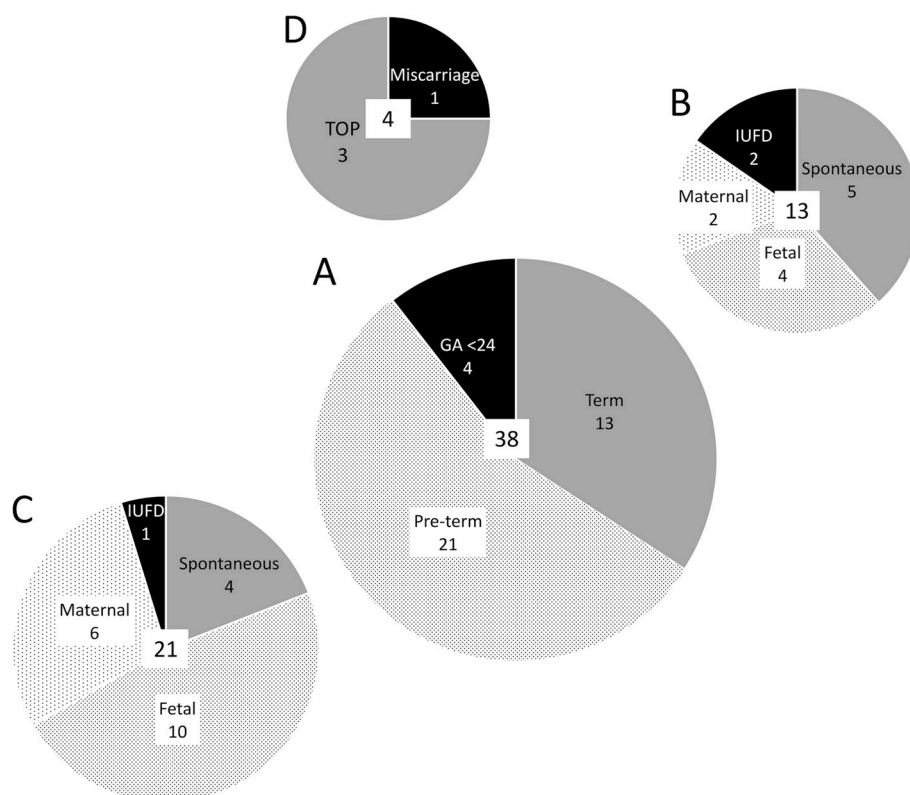 D
Miscarriage
1
TOP
3
4
B
IUFD
2
Spontaneous
5
Maternal
2
13
Fetal
4
A
GA <24
4
Term
13
38
Pre-term
21
C
IUFD
1
Spontaneous
4
Maternal
6
21
Fetal
10